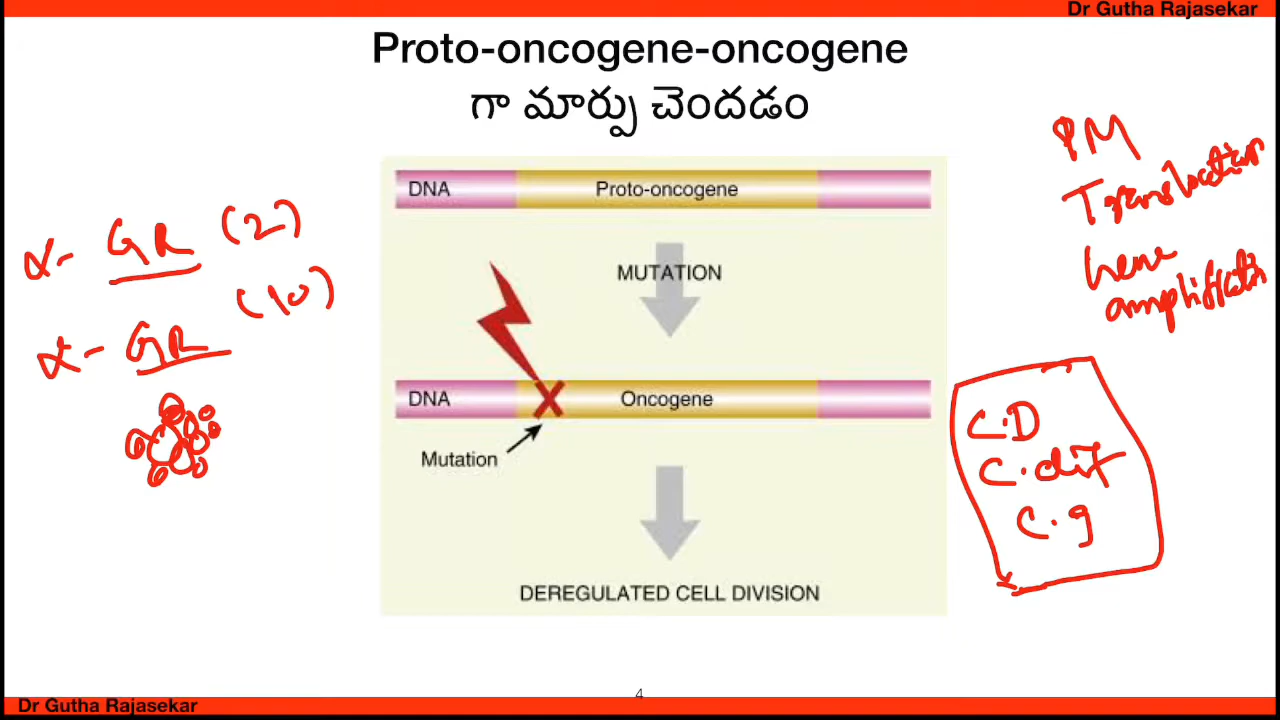 Dr Gutha Rajasekar
Proto-oncogene-oncogene
గా మార్పు చెందడం
DNA
Proto-oncogene
MUTATION
DNA
Oncogene
Mutation
DEREGULATED CELL DIVISION
α- GR (2)
(10)
α- GR
PM
Translocation
Gene
amplification
C.D
C.dif
C.g
4
Dr Gutha Rajasekar